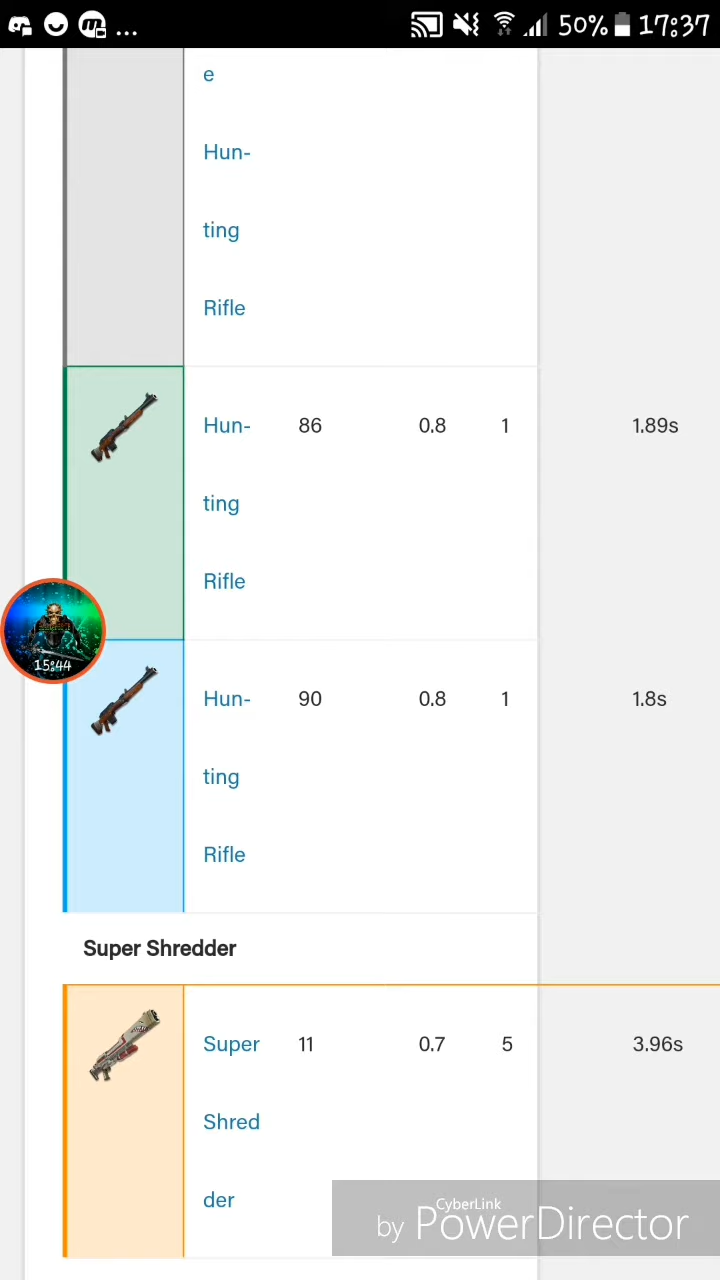 50% 17:37
e
Hun-
ting
Rifle
Hun- 86 0.8 1 1.89s
ting
Rifle
15:44
Hun- 90 0.8 1 1.8s
ting
Rifle
Super Shredder
Super 11 0.7 5 3.96s
Shred
der
CyberLink
by PowerDirector